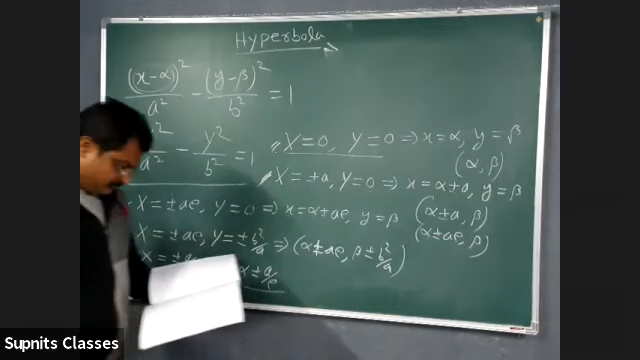 Hyperbola
(x-α)²/a² - (y-β)²/b² = 1
²/a² - y²/b² = 1
X=0, Y=0 ⇒ x=α, y=β
(α, β)
X=±a, Y=0 ⇒ x=α±a, y=β
(α±a, β)
X=±ae, Y=0 ⇒ x=α±ae, y=β
(α±ae, β)
X=±ae, Y=±b²/a ⇒ (α±ae, β±b²/a)
α±a/e
Supnits Classes